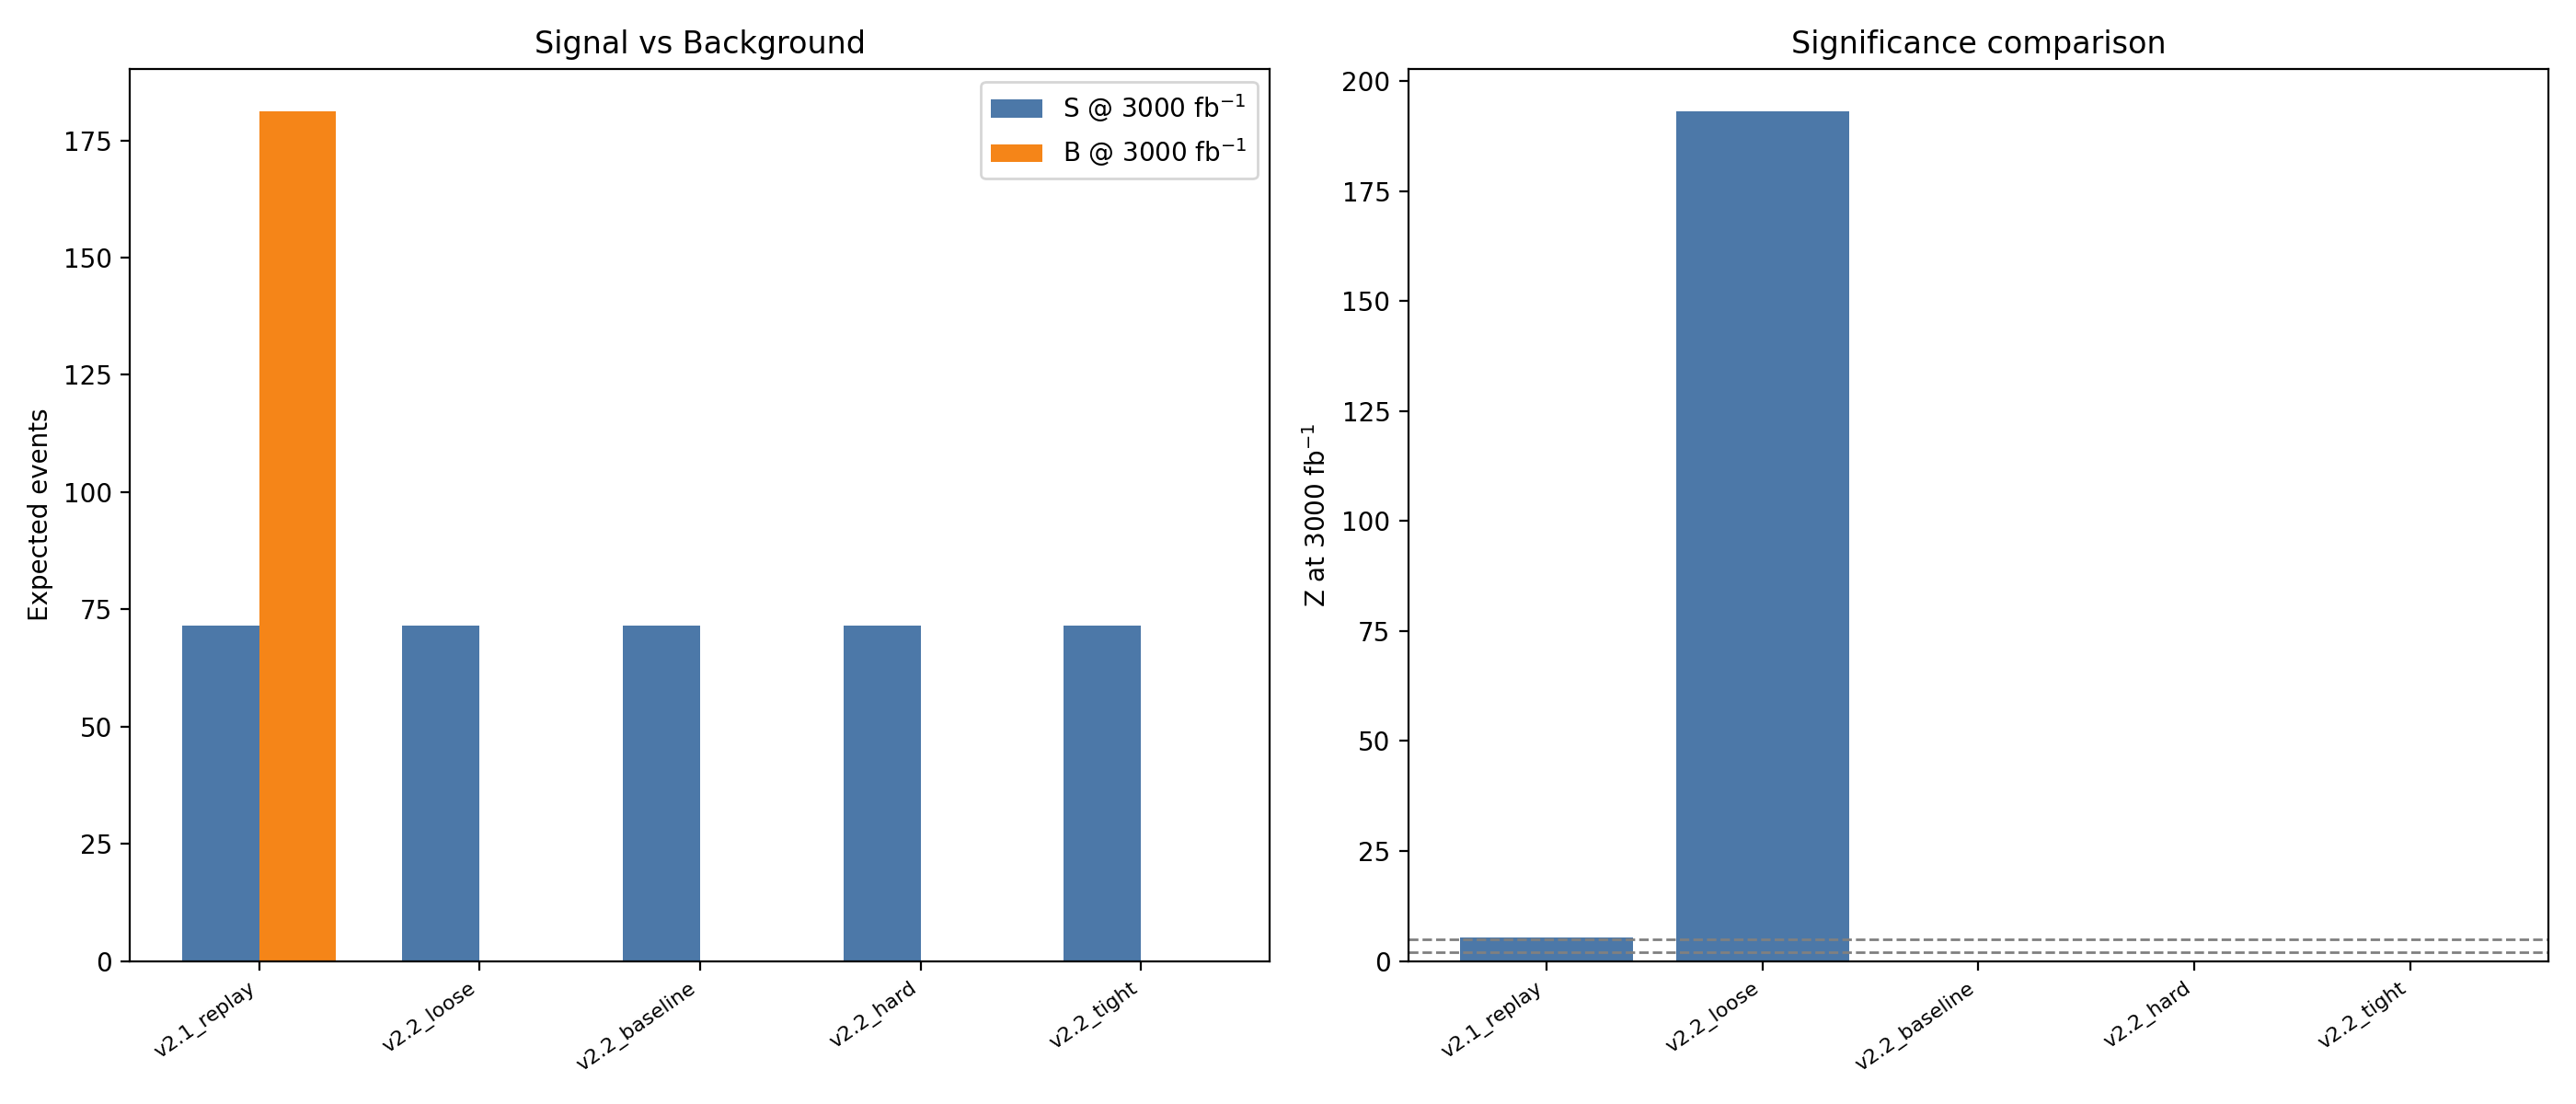 Signal vs Background
S @ 3000 fb⁻¹
B @ 3000 fb⁻¹
Expected events
175
150
125
100
75
50
25
0
v2.1_replay
v2.2_loose
v2.2_baseline
v2.2_hard
v2.2_tight
Significance comparison
Z at 3000 fb⁻¹
200
175
150
125
100
75
50
25
0
v2.1_replay
v2.2_loose
v2.2_baseline
v2.2_hard
v2.2_tight